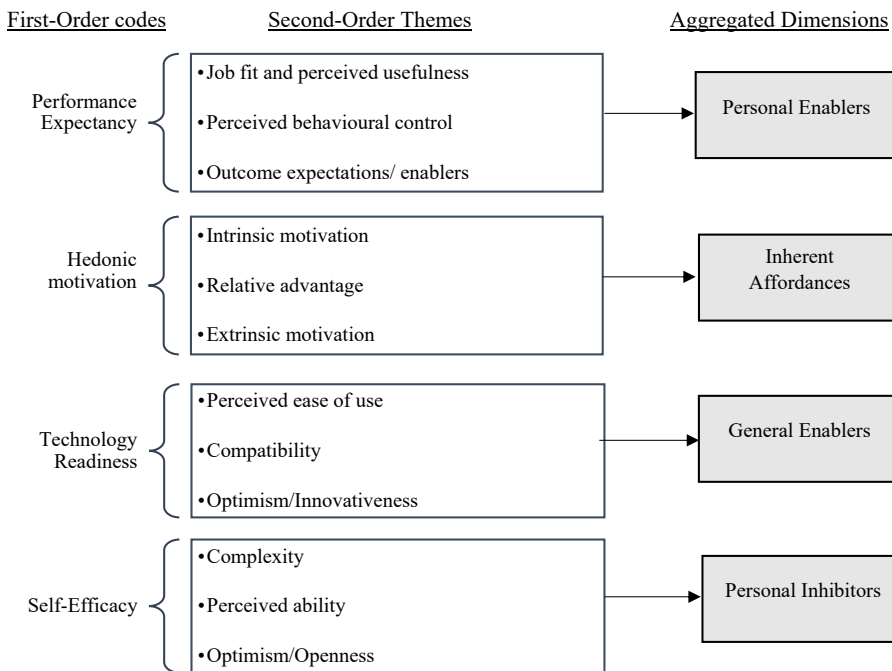 First-Order codes
Second-Order Themes
Aggregated Dimensions
Performance
Expectancy
•Job fit and perceived usefulness
•Perceived behavioural control
•Outcome expectations/ enablers
Personal Enablers
Hedonic
motivation
•Intrinsic motivation
•Relative advantage
•Extrinsic motivation
Inherent
Affordances
Technology
Readiness
•Perceived ease of use
•Compatibility
•Optimism/Innovativeness
General Enablers
Self-Efficacy
•Complexity
•Perceived ability
•Optimism/Openness
Personal Inhibitors